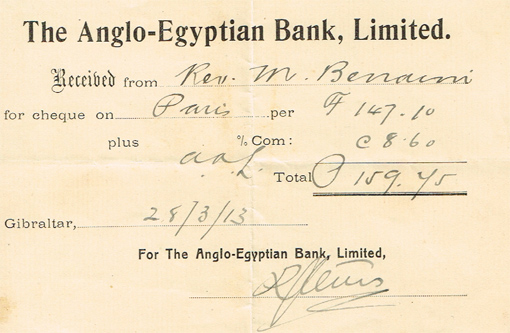 The Anglo-Egyptian Bank, Limited.
Received from Rev. M. Benaim
for cheque on Paris per F 147.10
plus % Com: C 8.60
Total P 159.45
Gibraltar, 28/3/13
For The Anglo-Egyptian Bank, Limited,